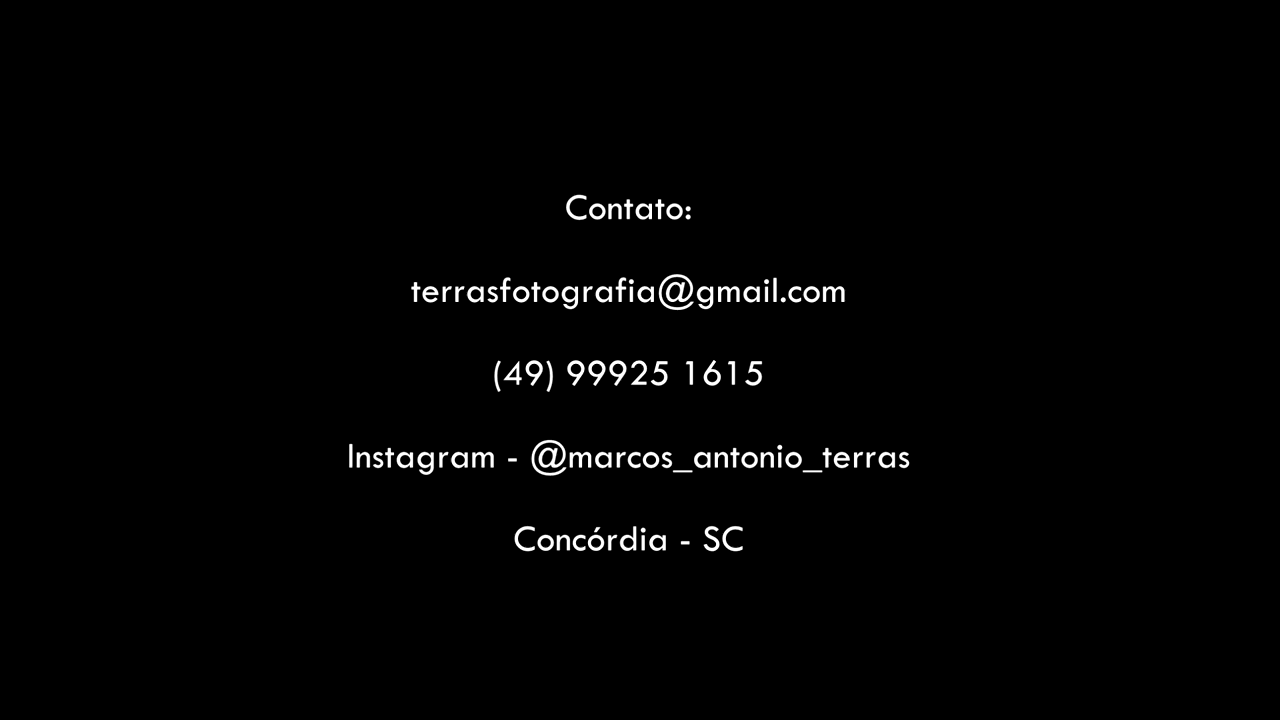 Contato:
terrasfotografia@gmail.com
(49) 99925 1615
Instagram - @marcos_antonio_terras
Concórdia - SC